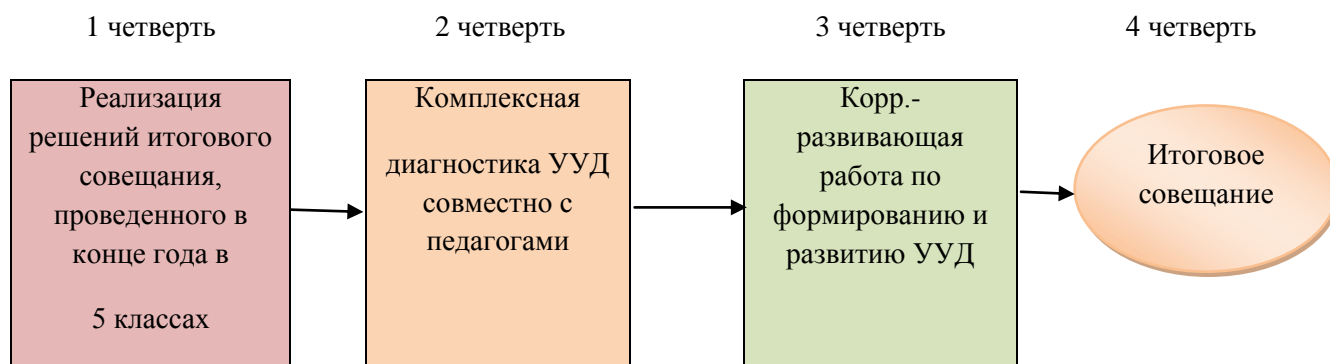 1 четверть
2 четверть
3 четверть
4 четверть
Реализация
решений итогового
совещания,
проведенного в
конце года в
5 классах
Комплексная
диагностика УУД
совместно с
педагогами
Корр.-
развивающая
работа по
формированию и
развитию УУД
Итоговое
совещание